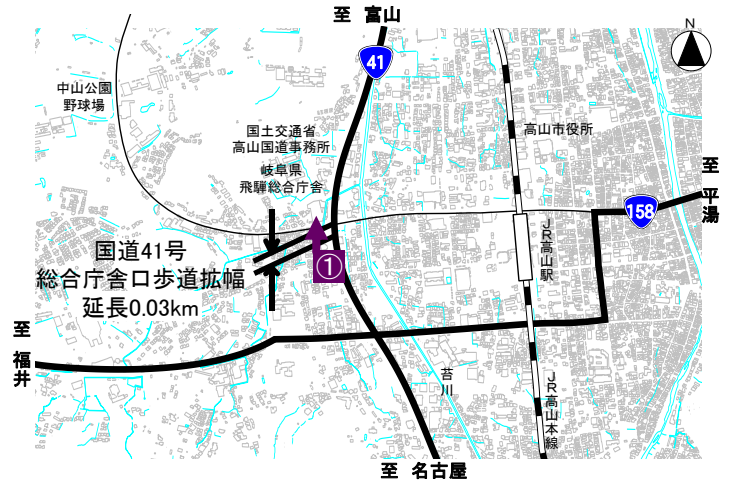 至 富山
N
41
中山公園
野球場
国土交通省
高山国道事務所
高山市役所
岐阜県
飛騨総合庁舎
至 平湯
158
国道41号
総合庁舎口歩道拡幅
延長0.03km
①
JR高山駅
至 福井
苔川
JR高山本線
至 名古屋